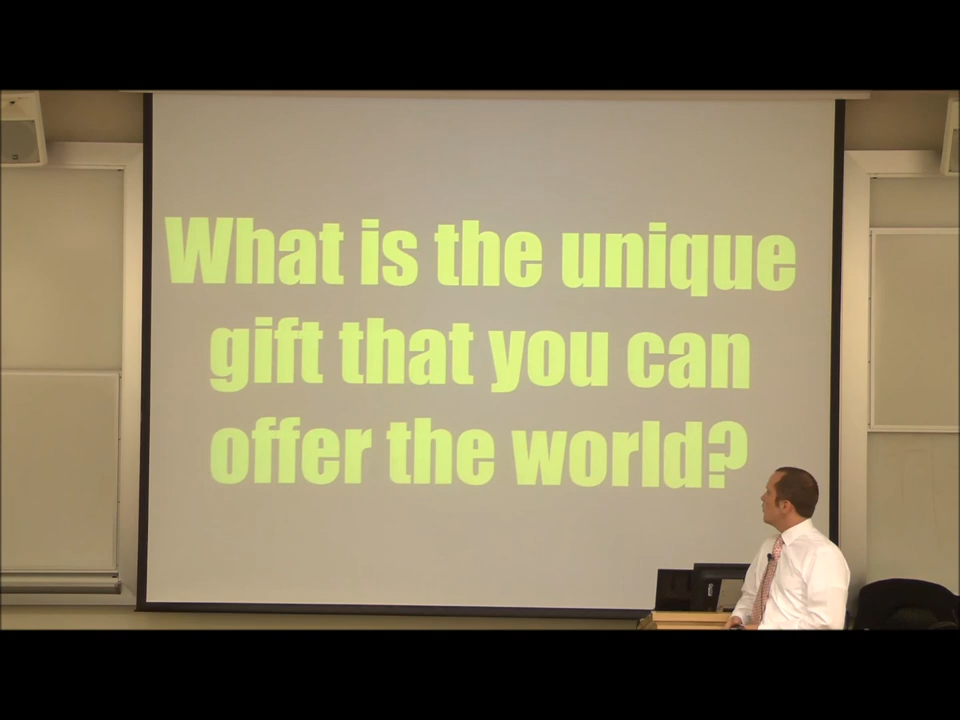 What is the unique
gift that you can
offer the world?